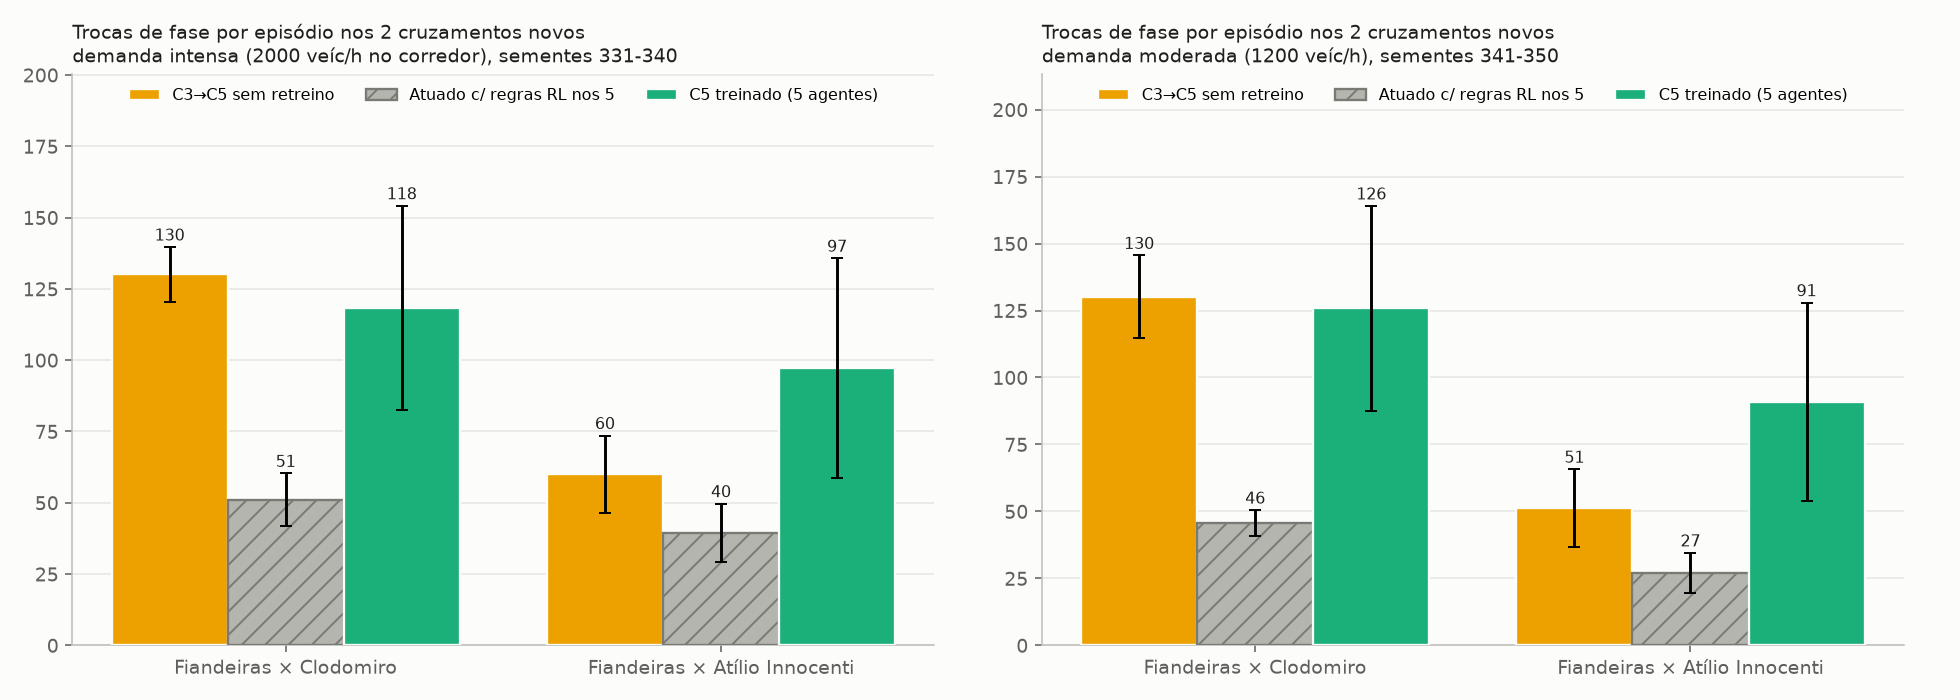 Trocas de fase por episódio nos 2 cruzamentos novos
demanda intensa (2000 veíc/h no corredor), sementes 331-340
C3→C5 sem retreino
Atuado c/ regras RL nos 5
C5 treinado (5 agentes)
200
175
150
125
100
75
50
25
0
130
51
118
60
40
97
Fiandeiras × Clodomiro
Fiandeiras × Atílio Innocenti
Trocas de fase por episódio nos 2 cruzamentos novos
demanda moderada (1200 veíc/h), sementes 341-350
C3→C5 sem retreino
Atuado c/ regras RL nos 5
C5 treinado (5 agentes)
200
175
150
125
100
75
50
25
0
130
46
126
51
27
91
Fiandeiras × Clodomiro
Fiandeiras × Atílio Innocenti